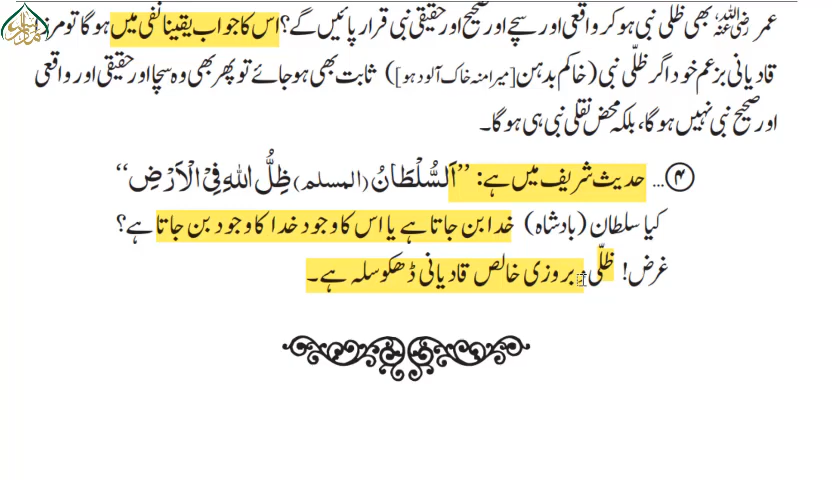 عمر رضی اللہ عنہ بھی ظلی نبی ہو کر واقعی اور سچے اور صحیح اور حقیقی نبی قرار پائیں گے؟ اس کا جواب یقینا نفی میں ہو گا تو مرز
قادیانی بزعم خود اگر ظلّی نبی (خاکم بدہن [میرا منہ خاک آلود ہو]) ثابت بھی ہو جائے تو پھر بھی وہ سچا اور حقیقی اور واقعی
اور صحیح نبی نہیں ہو گا، بلکہ محض نقلی نبی ہی ہو گا۔
۴... حدیث شریف میں ہے: ”اَلسُّلْطَانُ (المسلم) ظِلُّ اللهِ فِيْ الْاَرْضِ“
کیا سلطان (بادشاہ) خدا بن جاتا ہے یا اس کا وجود خدا کا وجود بن جاتا ہے؟
غرض! ظلّی بروزی خالص قادیانی ڈھکوسلہ ہے۔